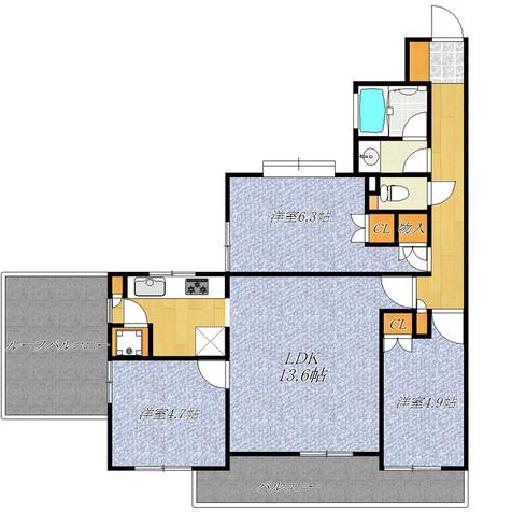 洋室6.3帖
CL
物入
ルーフバルコニー
CL
LDK
13.6帖
洋室4.7帖
洋室4.9帖
バルコニー